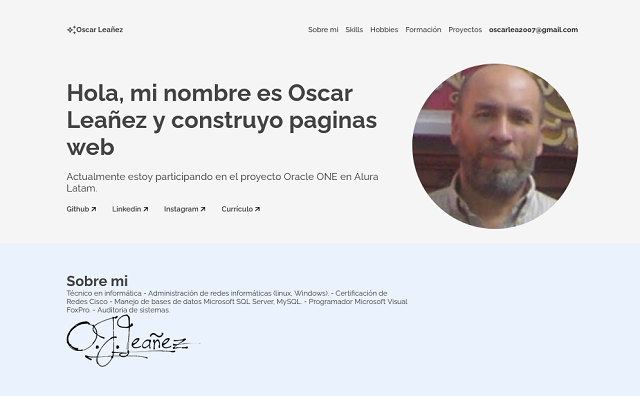 Oscar Leañez
Sobre mi Skills Hobbies Formación Proyectos oscarlea2007@gmail.com
Hola, mi nombre es Oscar
Leañez y construyo paginas
web
Actualmente estoy participando en el proyecto Oracle ONE en Alura
Latam.
Github Linkedin Instagram Currículo
Sobre mi
Técnico en informática - Administración de redes informáticas (linux, Windows). - Certificación de
Redes Cisco - Manejo de bases de datos Microsoft SQL Server, MySQL. - Programador Microsoft Visual
FoxPro. - Auditoría de sistemas.
O.J.Leañez